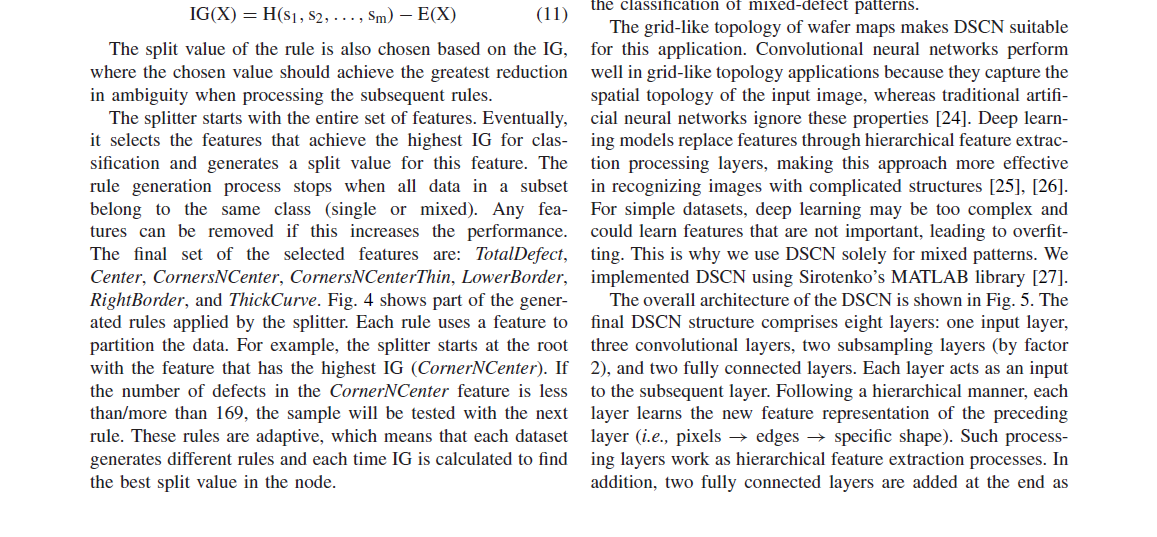 IG(X) = H(s1, s2, . . . , sm) − E(X) (11)
The split value of the rule is also chosen based on the IG,
where the chosen value should achieve the greatest reduction
in ambiguity when processing the subsequent rules.
The splitter starts with the entire set of features. Eventually,
it selects the features that achieve the highest IG for clas-
sification and generates a split value for this feature. The
rule generation process stops when all data in a subset
belong to the same class (single or mixed). Any fea-
tures can be removed if this increases the performance.
The final set of the selected features are: TotalDefect,
Center, CornersNCenter, CornersNCenterThin, LowerBorder,
RightBorder, and ThickCurve. Fig. 4 shows part of the gener-
ated rules applied by the splitter. Each rule uses a feature to
partition the data. For example, the splitter starts at the root
with the feature that has the highest IG (CornerNCenter). If
the number of defects in the CornerNCenter feature is less
than/more than 169, the sample will be tested with the next
rule. These rules are adaptive, which means that each dataset
generates different rules and each time IG is calculated to find
the best split value in the node.
the classification of mixed-defect patterns.
The grid-like topology of wafer maps makes DSCN suitable
for this application. Convolutional neural networks perform
well in grid-like topology applications because they capture the
spatial topology of the input image, whereas traditional artifi-
cial neural networks ignore these properties [24]. Deep learn-
ing models replace features through hierarchical feature extrac-
tion processing layers, making this approach more effective
in recognizing images with complicated structures [25], [26].
For simple datasets, deep learning may be too complex and
could learn features that are not important, leading to overfit-
ting. This is why we use DSCN solely for mixed patterns. We
implemented DSCN using Sirotenko's MATLAB library [27].
The overall architecture of the DSCN is shown in Fig. 5. The
final DSCN structure comprises eight layers: one input layer,
three convolutional layers, two subsampling layers (by factor
2), and two fully connected layers. Each layer acts as an input
to the subsequent layer. Following a hierarchical manner, each
layer learns the new feature representation of the preceding
layer (i.e., pixels → edges → specific shape). Such process-
ing layers work as hierarchical feature extraction processes. In
addition, two fully connected layers are added at the end as